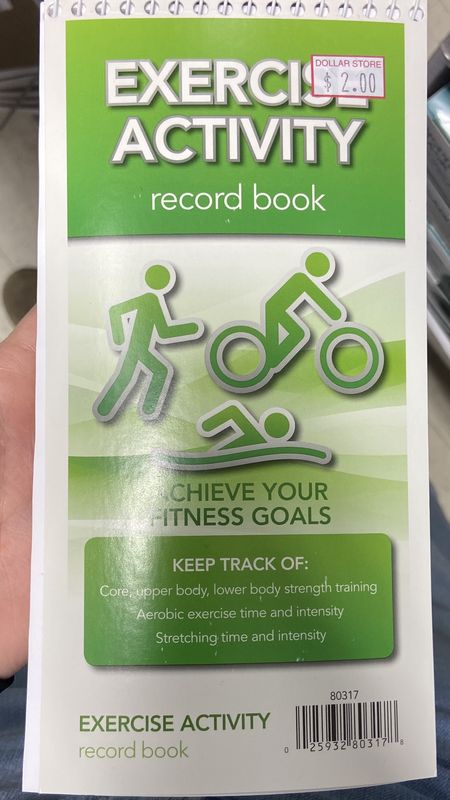 DOLLAR STORE
$ 2.00
EXERCISE
ACTIVITY
record book
ACHIEVE YOUR
FITNESS GOALS
KEEP TRACK OF:
Core, upper body, lower body strength training
Aerobic exercise time and intensity
Stretching time and intensity
80317
EXERCISE ACTIVITY
record book
0 25932 80317 8